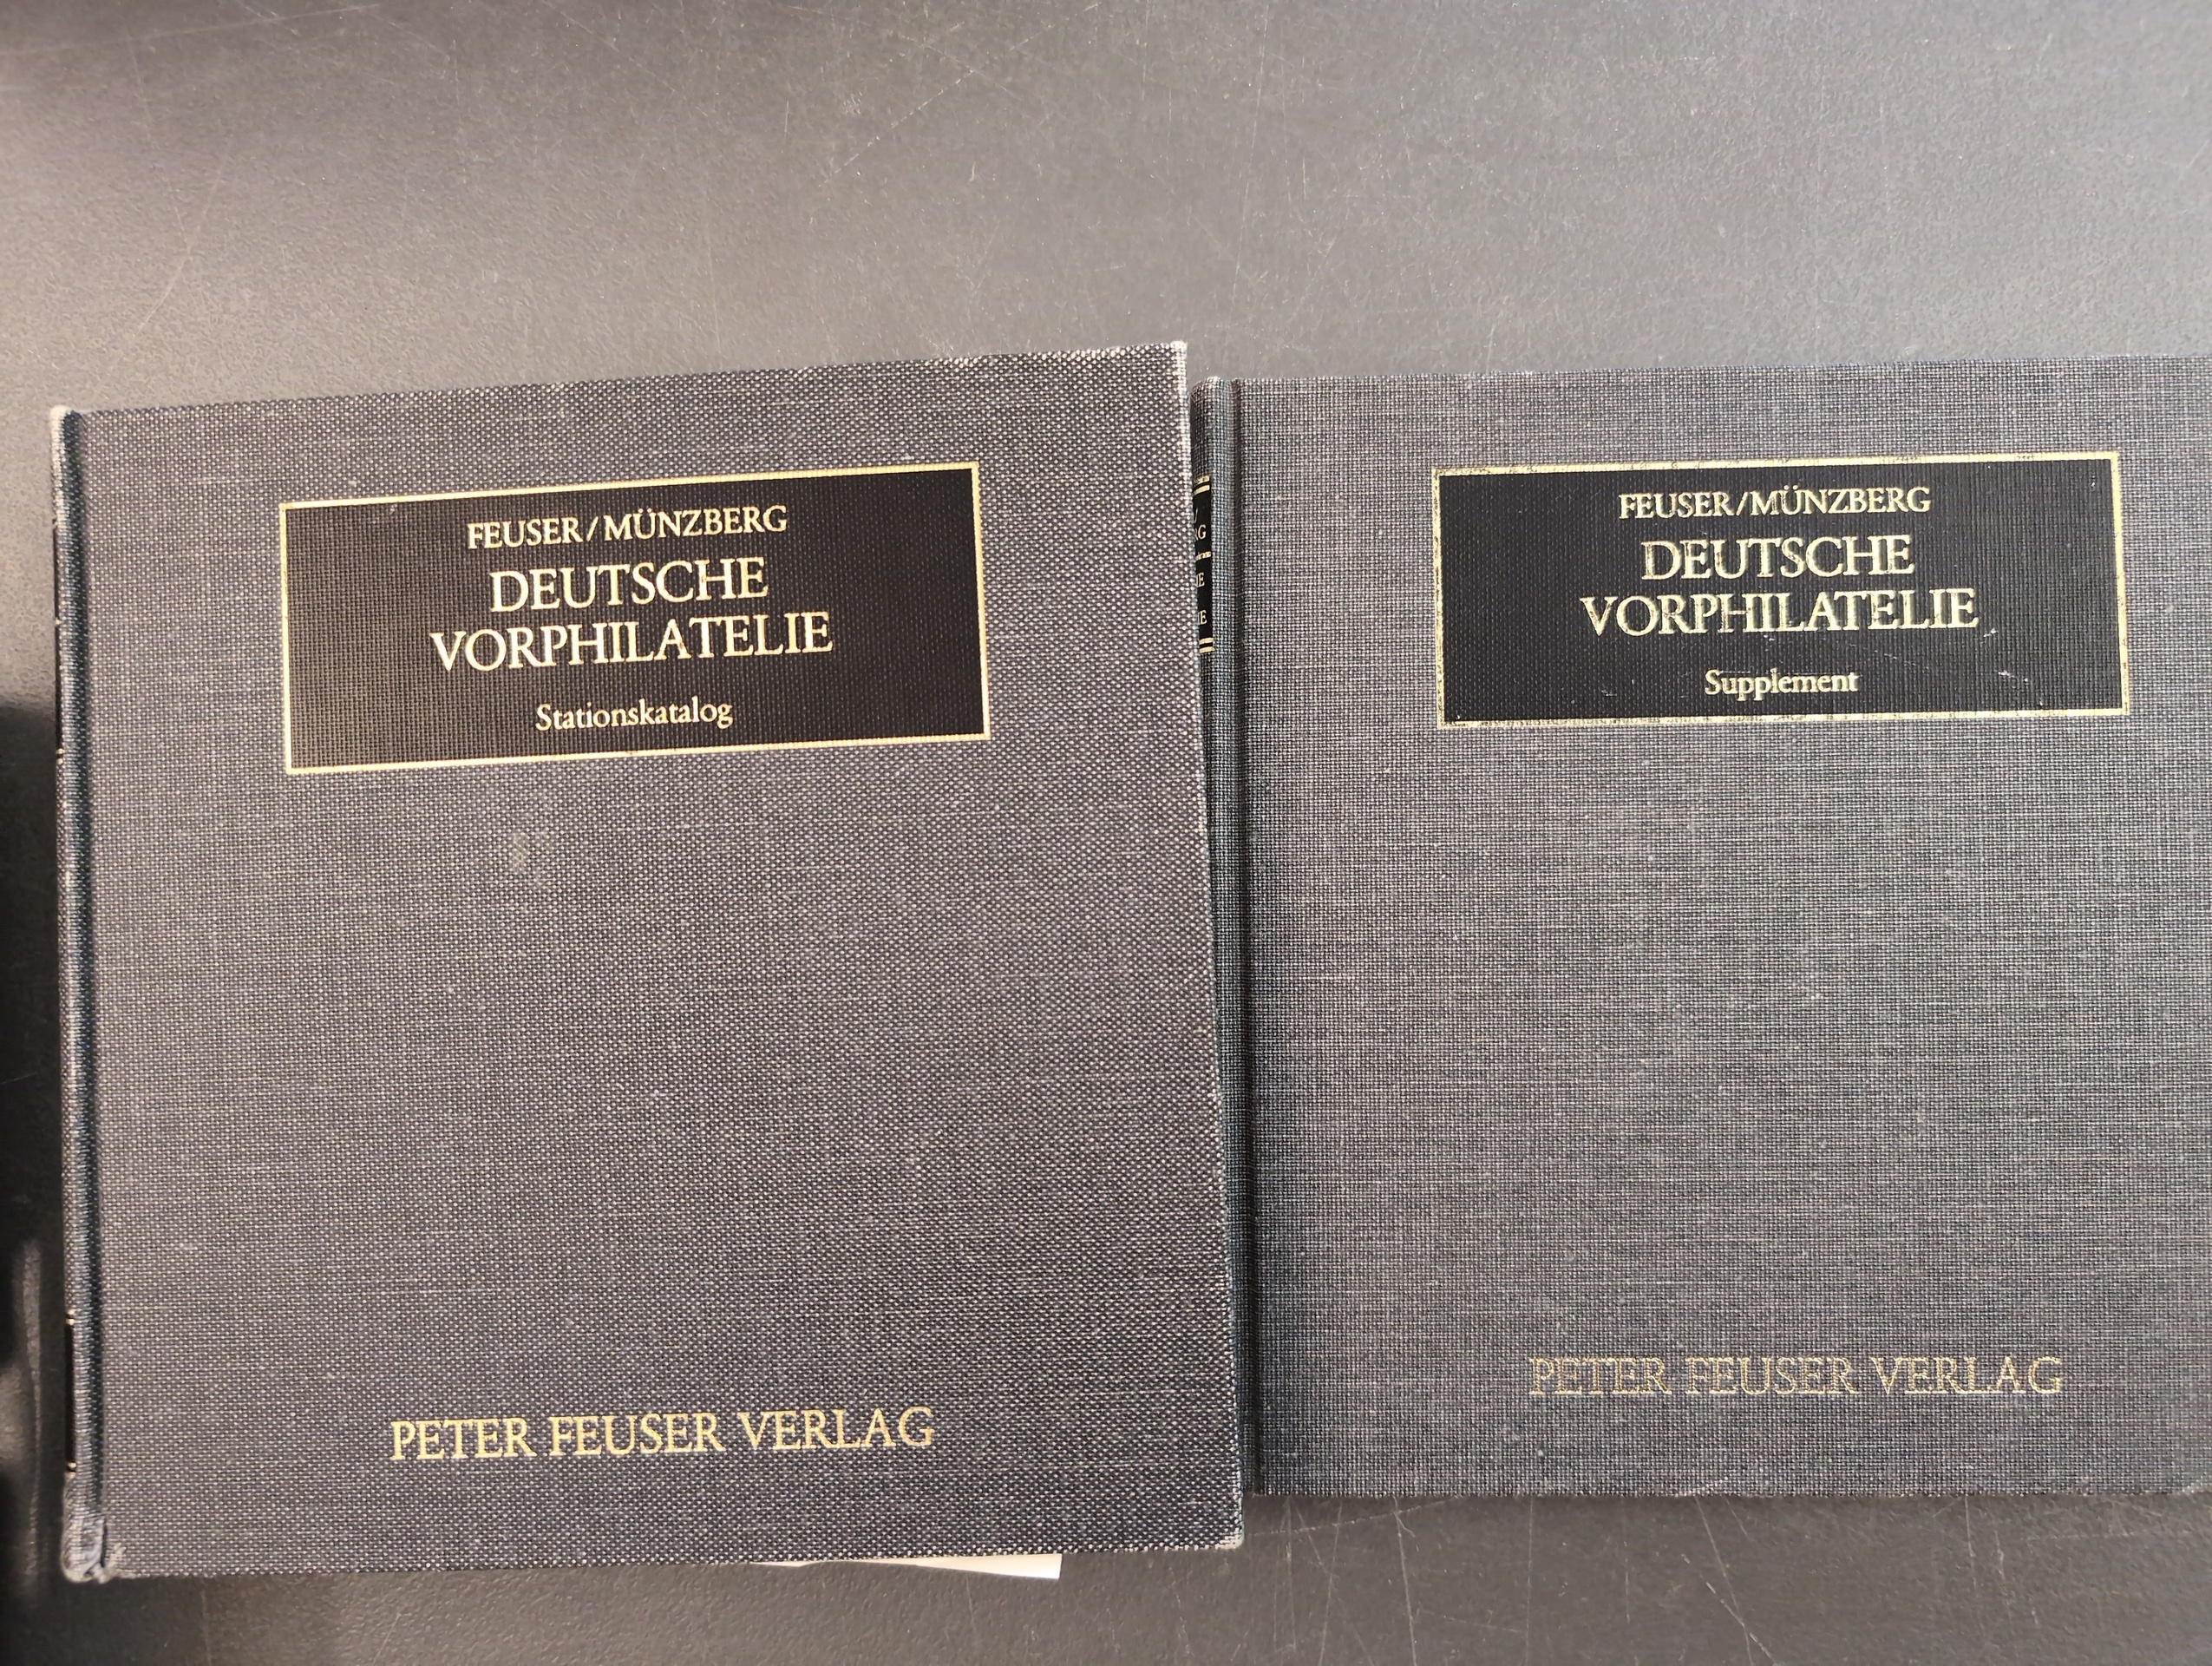 FEUSER/MÜNZBERG
DEUTSCHE
VORPHILATELIE
Stationskatalog
PETER FEUSER VERLAG
FEUSER/MÜNZBERG
DEUTSCHE
VORPHILATELIE
Supplement
PETER FEUSER VERLAG